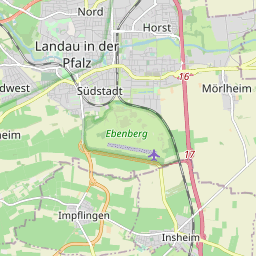 Nord
Horst
Landau in der
Pfalz
16
dwest
Südstadt
Mörlheim
Ebenberg
heim
17
Impflingen
Insheim